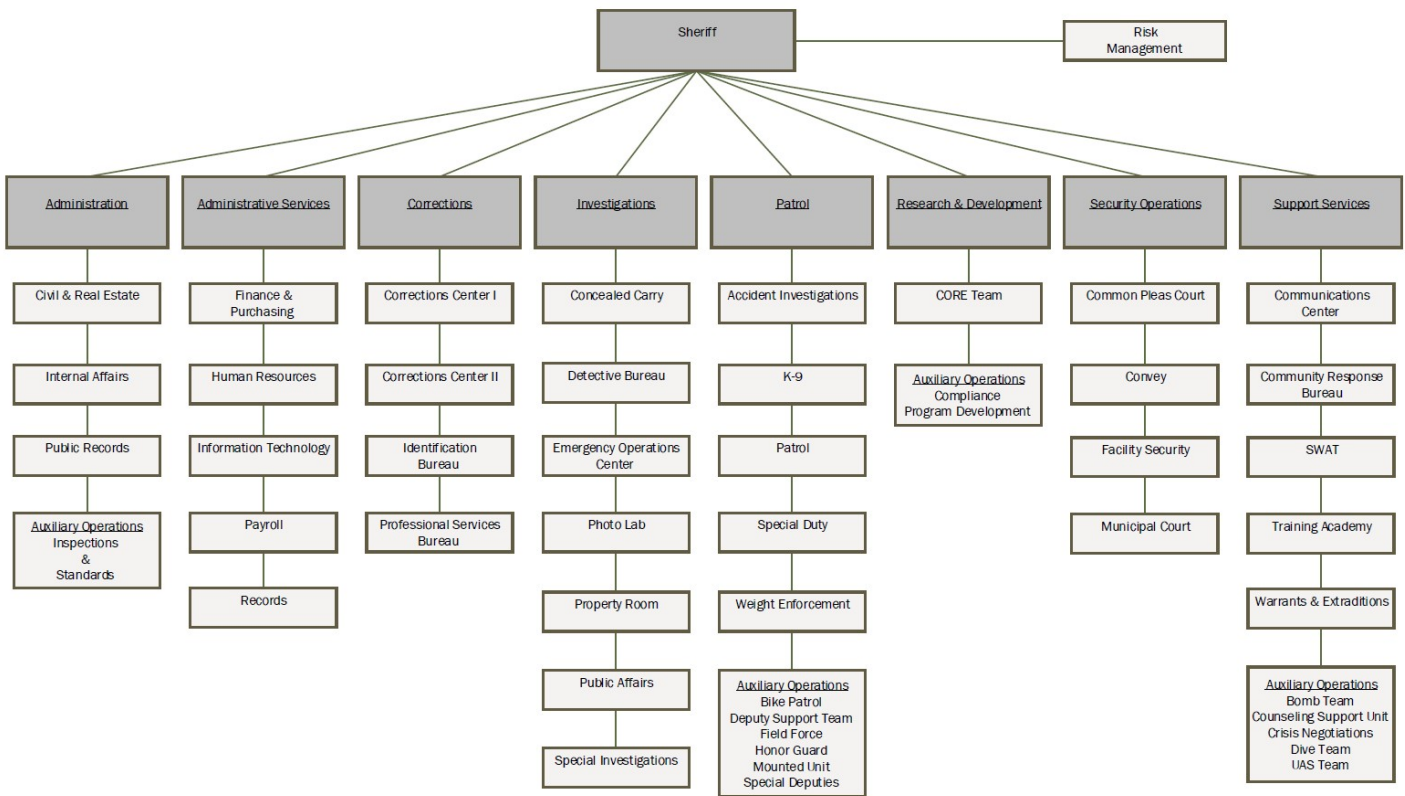 Sheriff
Risk
Management
Administration
Administrative Services
Corrections
Investigations
Patrol
Research & Development
Security Operations
Support Services
Civil & Real Estate
Internal Affairs
Public Records
Auxiliary Operations
Inspections
&
Standards
Finance &
Purchasing
Human Resources
Information Technology
Payroll
Records
Corrections Center I
Corrections Center II
Identification
Bureau
Professional Services
Bureau
Concealed Carry
Detective Bureau
Emergency Operations
Center
Photo Lab
Property Room
Public Affairs
Special Investigations
Accident Investigations
K-9
Patrol
Special Duty
Weight Enforcement
Auxiliary Operations
Bike Patrol
Deputy Support Team
Field Force
Honor Guard
Mounted Unit
Special Deputies
CORE Team
Auxiliary Operations
Compliance
Program Development
Common Pleas Court
Convey
Facility Security
Municipal Court
Communications
Center
Community Response
Bureau
SWAT
Training Academy
Warrants & Extraditions
Auxiliary Operations
Bomb Team
Counseling Support Unit
Crisis Negotiations
Dive Team
UAS Team